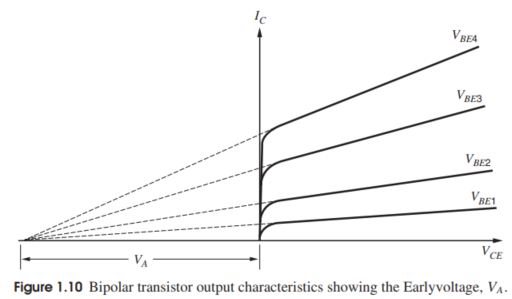 I_C
V_BE4
V_BE3
V_BE2
V_BE1
V_CE
V_A
Figure 1.10 Bipolar transistor output characteristics showing the Earlyvoltage, V_A.